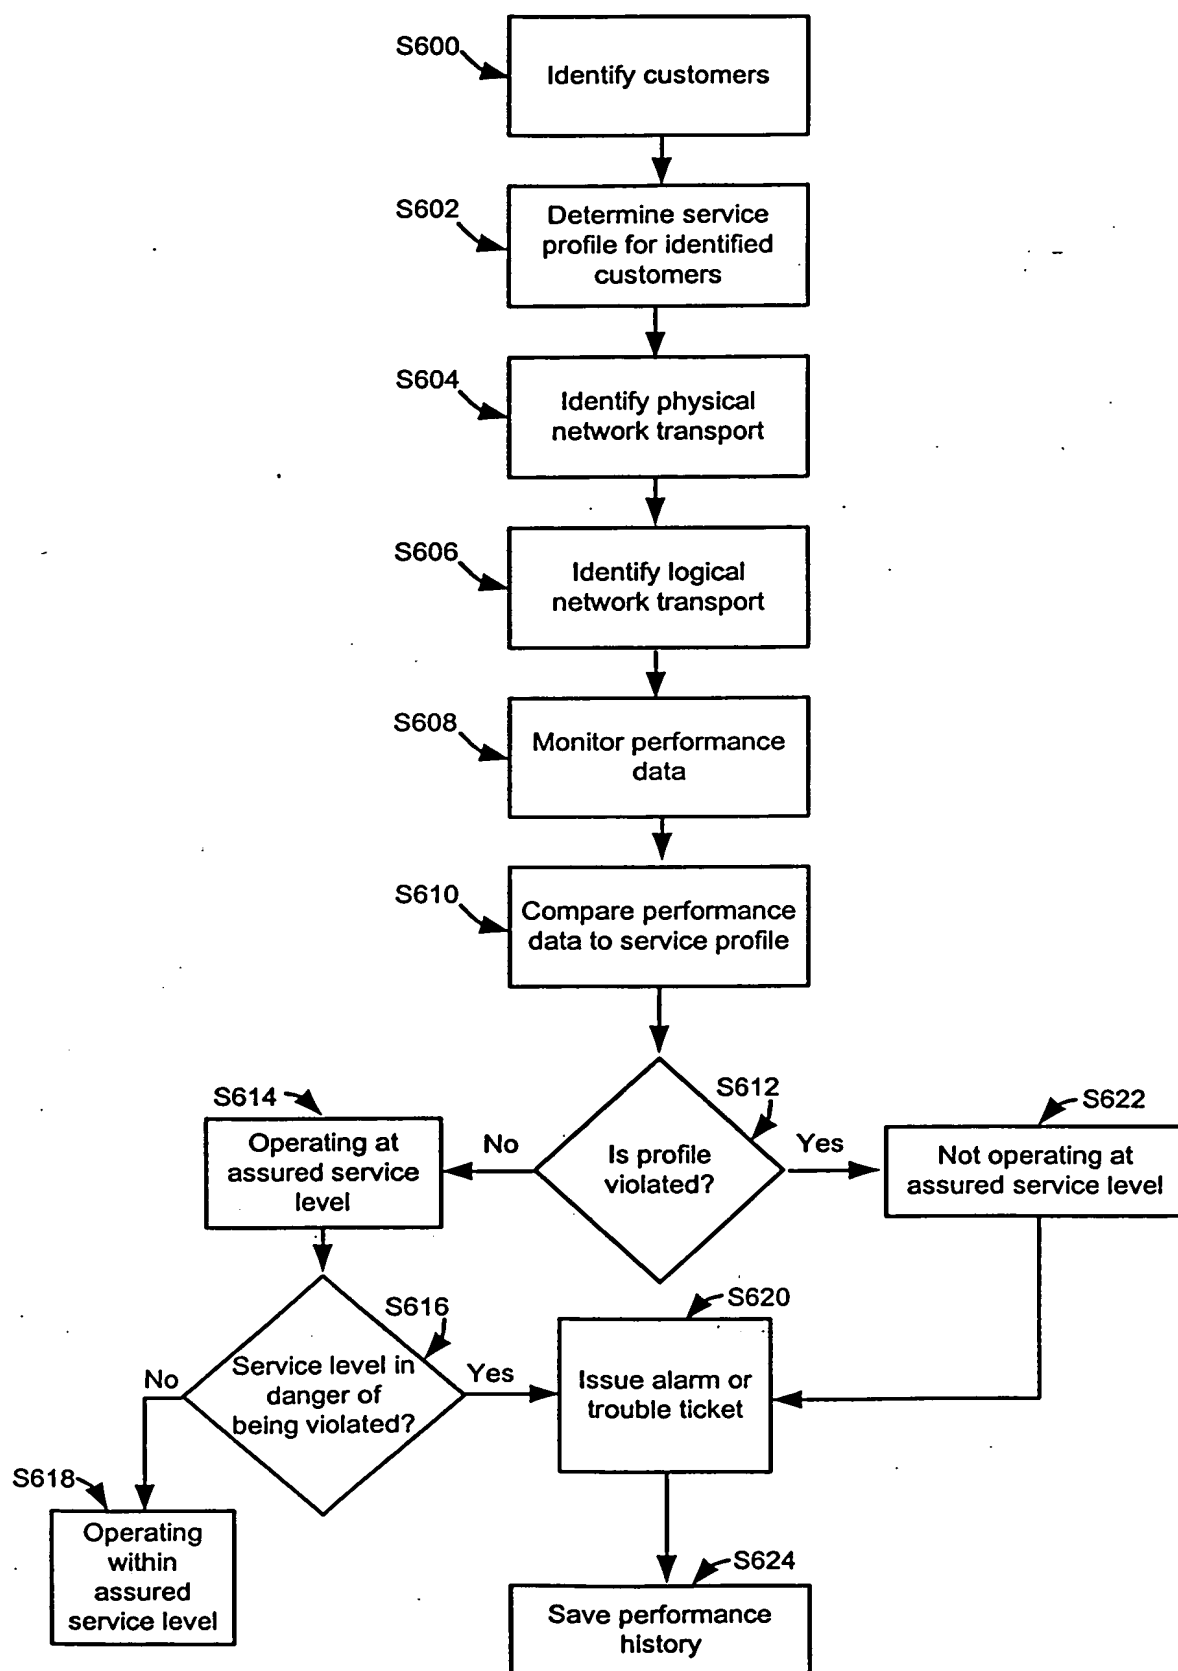 S600
Identify customers
S602
Determine service
profile for identified
customers
S604
Identify physical
network transport
S606
Identify logical
network transport
S608
Monitor performance
data
S610
Compare performance
data to service profile
S612
Is profile
violated?
No
Yes
S614
Operating at
assured service
level
S622
Not operating at
assured service level
S616
Service level in
danger of
being violated?
No
Yes
S620
Issue alarm or
trouble ticket
S618
Operating
within
assured
service level
S624
Save performance
history